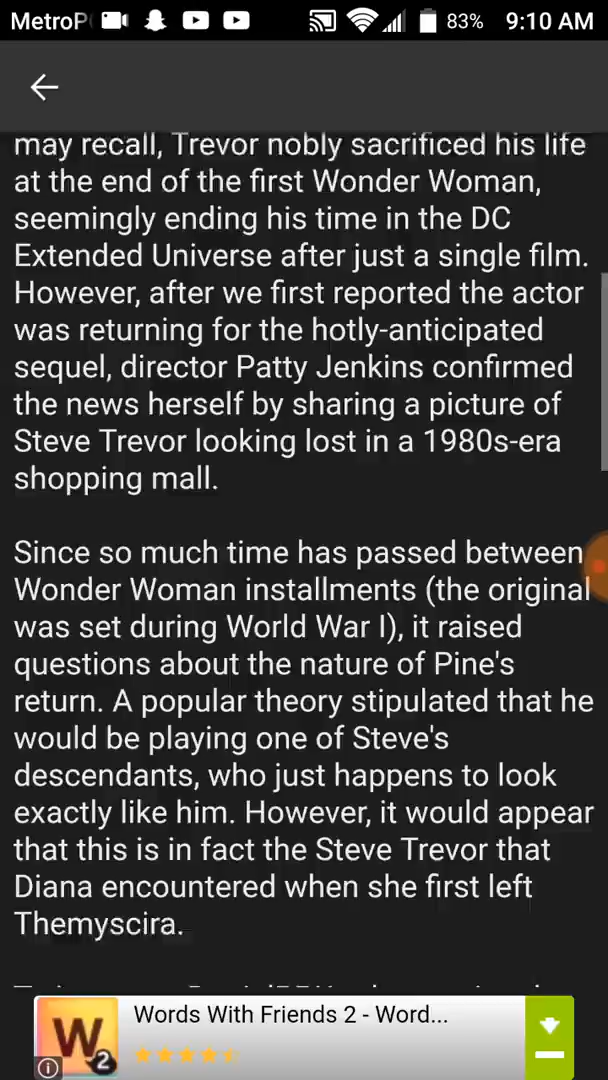 MetroP
83%
9:10 AM
may recall, Trevor nobly sacrificed his life
at the end of the first Wonder Woman,
seemingly ending his time in the DC
Extended Universe after just a single film.
However, after we first reported the actor
was returning for the hotly-anticipated
sequel, director Patty Jenkins confirmed
the news herself by sharing a picture of
Steve Trevor looking lost in a 1980s-era
shopping mall.
Since so much time has passed between
Wonder Woman installments (the original
was set during World War I), it raised
questions about the nature of Pine's
return. A popular theory stipulated that he
would be playing one of Steve's
descendants, who just happens to look
exactly like him. However, it would appear
that this is in fact the Steve Trevor that
Diana encountered when she first left
Themyscira.
W2
Words With Friends 2 - Word...